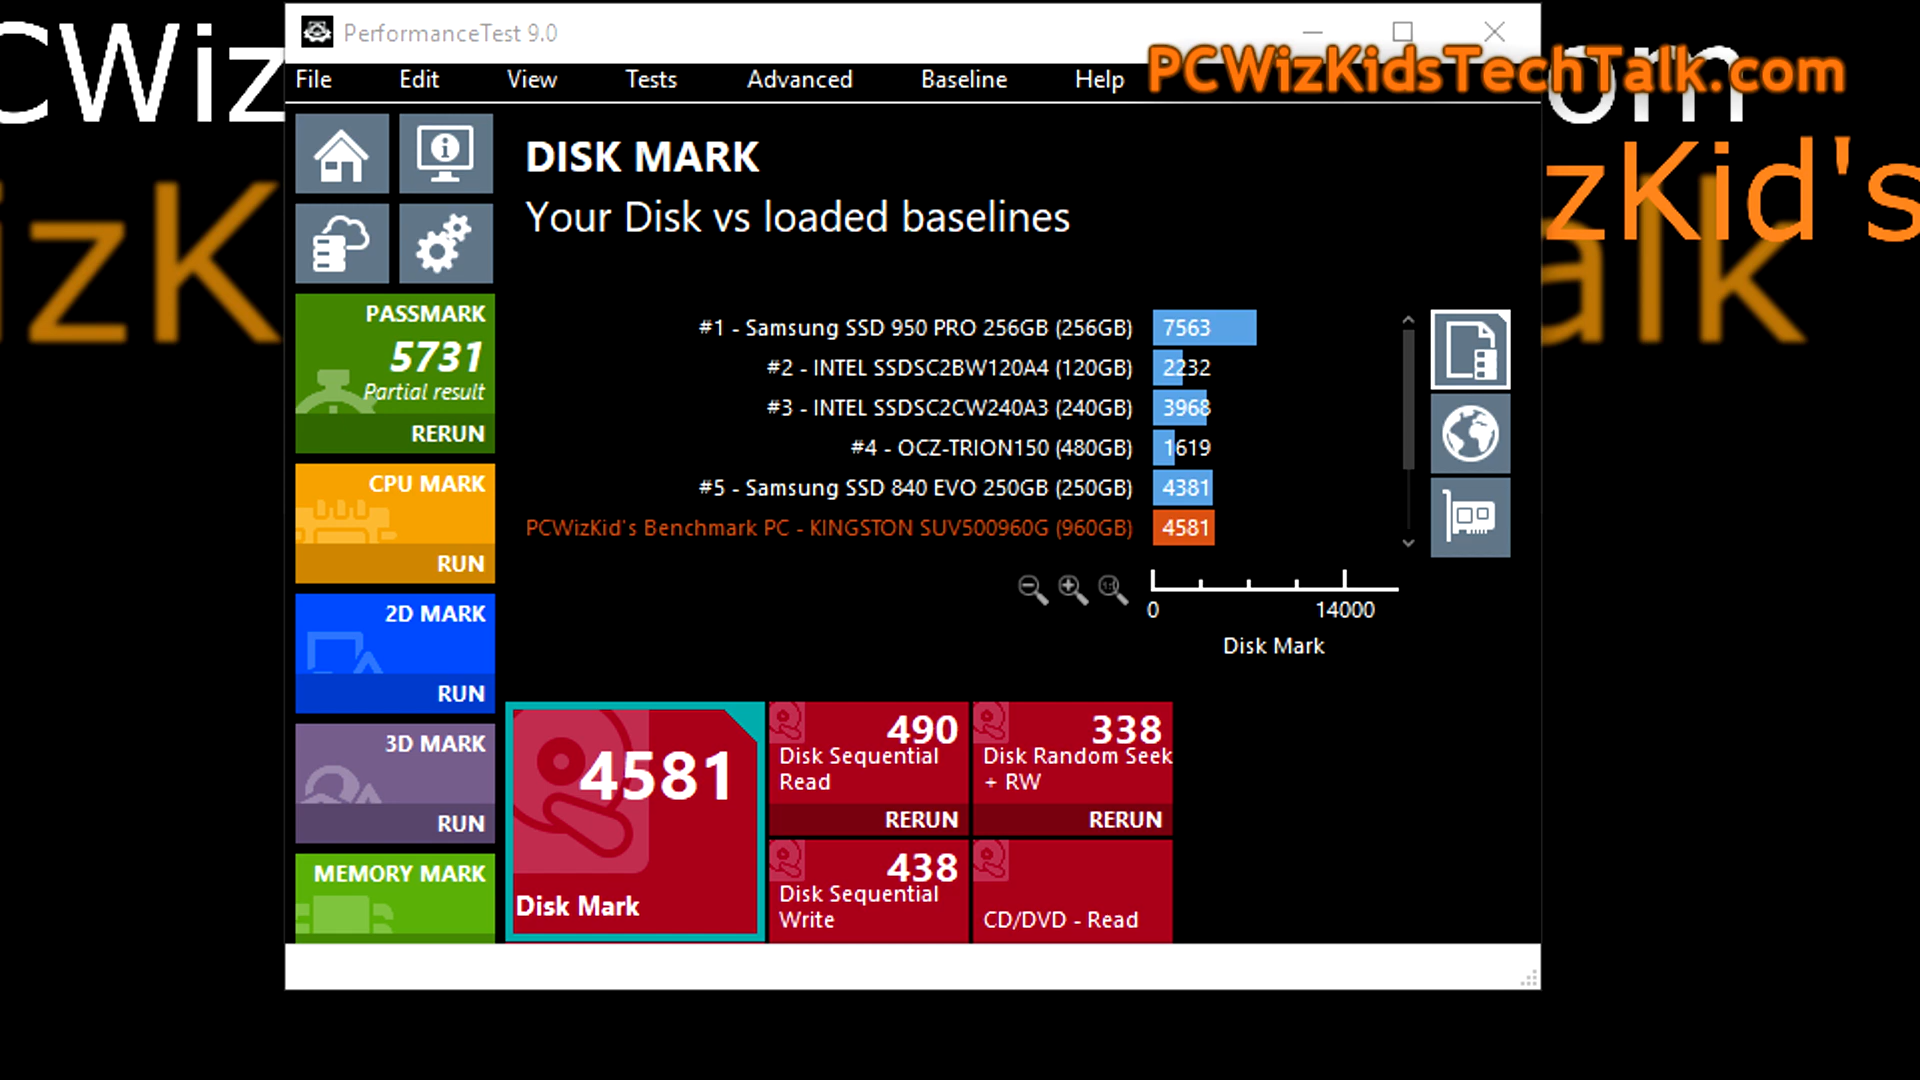 PerformanceTest 9.0
File Edit View Tests Advanced Baseline Help
PCWizKidsTechTalk.com
CWiz
om
izK
zKid's
alk
DISK MARK
Your Disk vs loaded baselines
PASSMARK
5731
Partial result
RERUN
CPU MARK
RUN
2D MARK
RUN
3D MARK
RUN
MEMORY MARK
#1 - Samsung SSD 950 PRO 256GB (256GB) 7563
#2 - INTEL SSDSC2BW120A4 (120GB) 2232
#3 - INTEL SSDSC2CW240A3 (240GB) 3968
#4 - OCZ-TRION150 (480GB) 1619
#5 - Samsung SSD 840 EVO 250GB (250GB) 4381
PCWizKid's Benchmark PC - KINGSTON SUV500960G (960GB) 4581
0 14000
Disk Mark
4581
Disk Mark
490
Disk Sequential
Read
RERUN
338
Disk Random Seek
+ RW
RERUN
438
Disk Sequential
Write
CD/DVD - Read